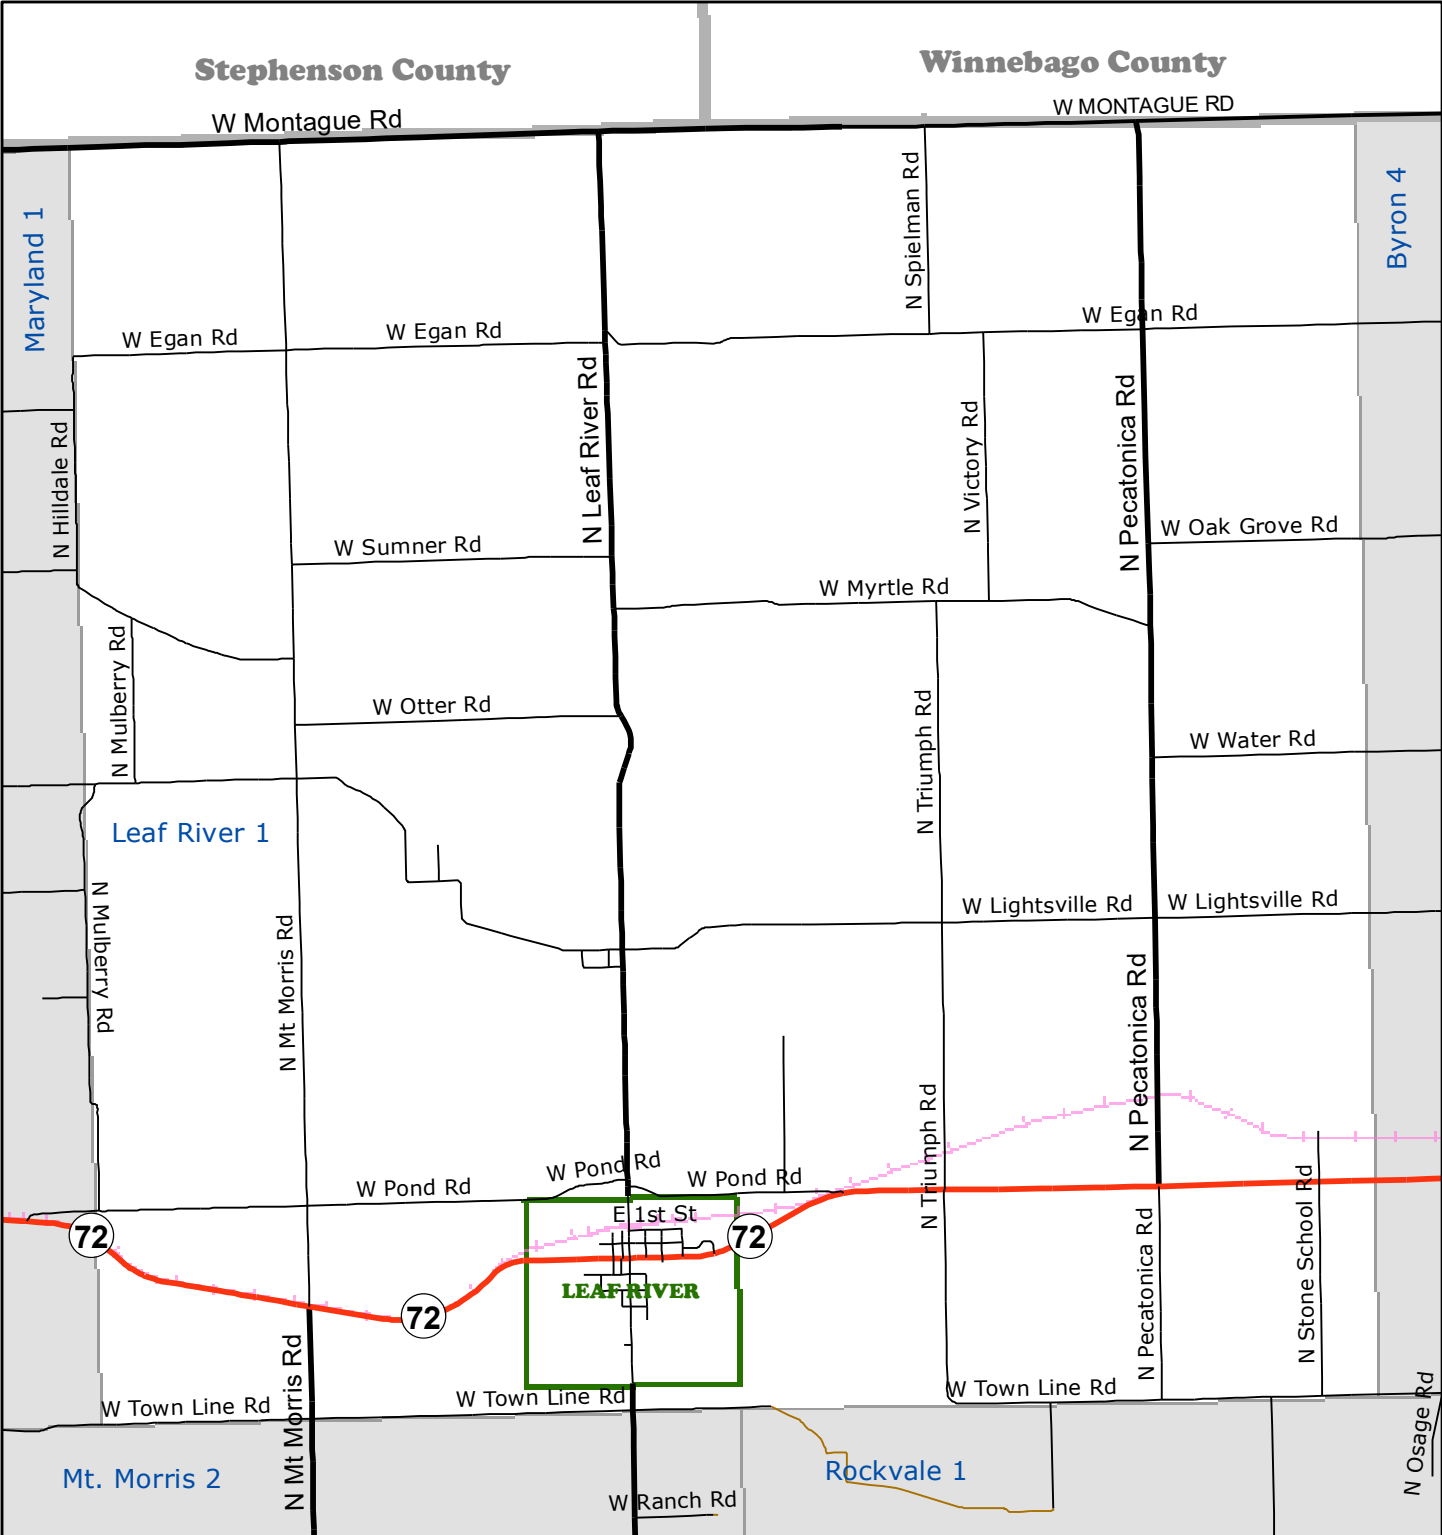 Stephenson County
Winnebago County
W Montague Rd
W MONTAGUE RD
Maryland 1
N Spielman Rd
Byron 4
W Egan Rd
W Egan Rd
W Egan Rd
N Hilldale Rd
N Leaf River Rd
N Victory Rd
N Pecatonica Rd
W Oak Grove Rd
W Sumner Rd
W Myrtle Rd
N Mulberry Rd
W Otter Rd
N Triumph Rd
W Water Rd
Leaf River 1
N Mulberry Rd
N Mt Morris Rd
W Lightsville Rd
W Lightsville Rd
N Pecatonica Rd
N Triumph Rd
W Pond Rd
W Pond Rd
W Pond Rd
E 1st St
72
72
72
LEAF RIVER
N Pecatonica Rd
N Stone School Rd
N Mt Morris Rd
W Town Line Rd
W Town Line Rd
W Town Line Rd
N Osage Rd
Mt. Morris 2
Rockvale 1
W Ranch Rd